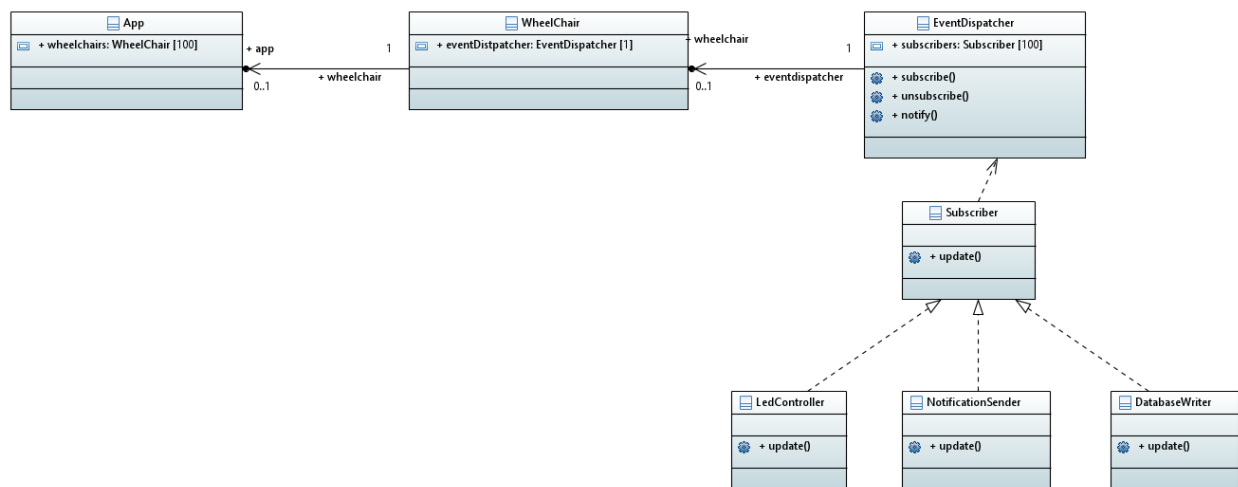 App
+ wheelchairs: WheelChair [100]
+ app
0..1
1
+ wheelchair
WheelChair
+ eventDistpatcher: EventDispatcher [1]
+ wheelchair
0..1
1
+ eventdispatcher
EventDispatcher
+ subscribers: Subscriber [100]
+ subscribe()
+ unsubscribe()
+ notify()
Subscriber
+ update()
LedController
+ update()
NotificationSender
+ update()
DatabaseWriter
+ update()